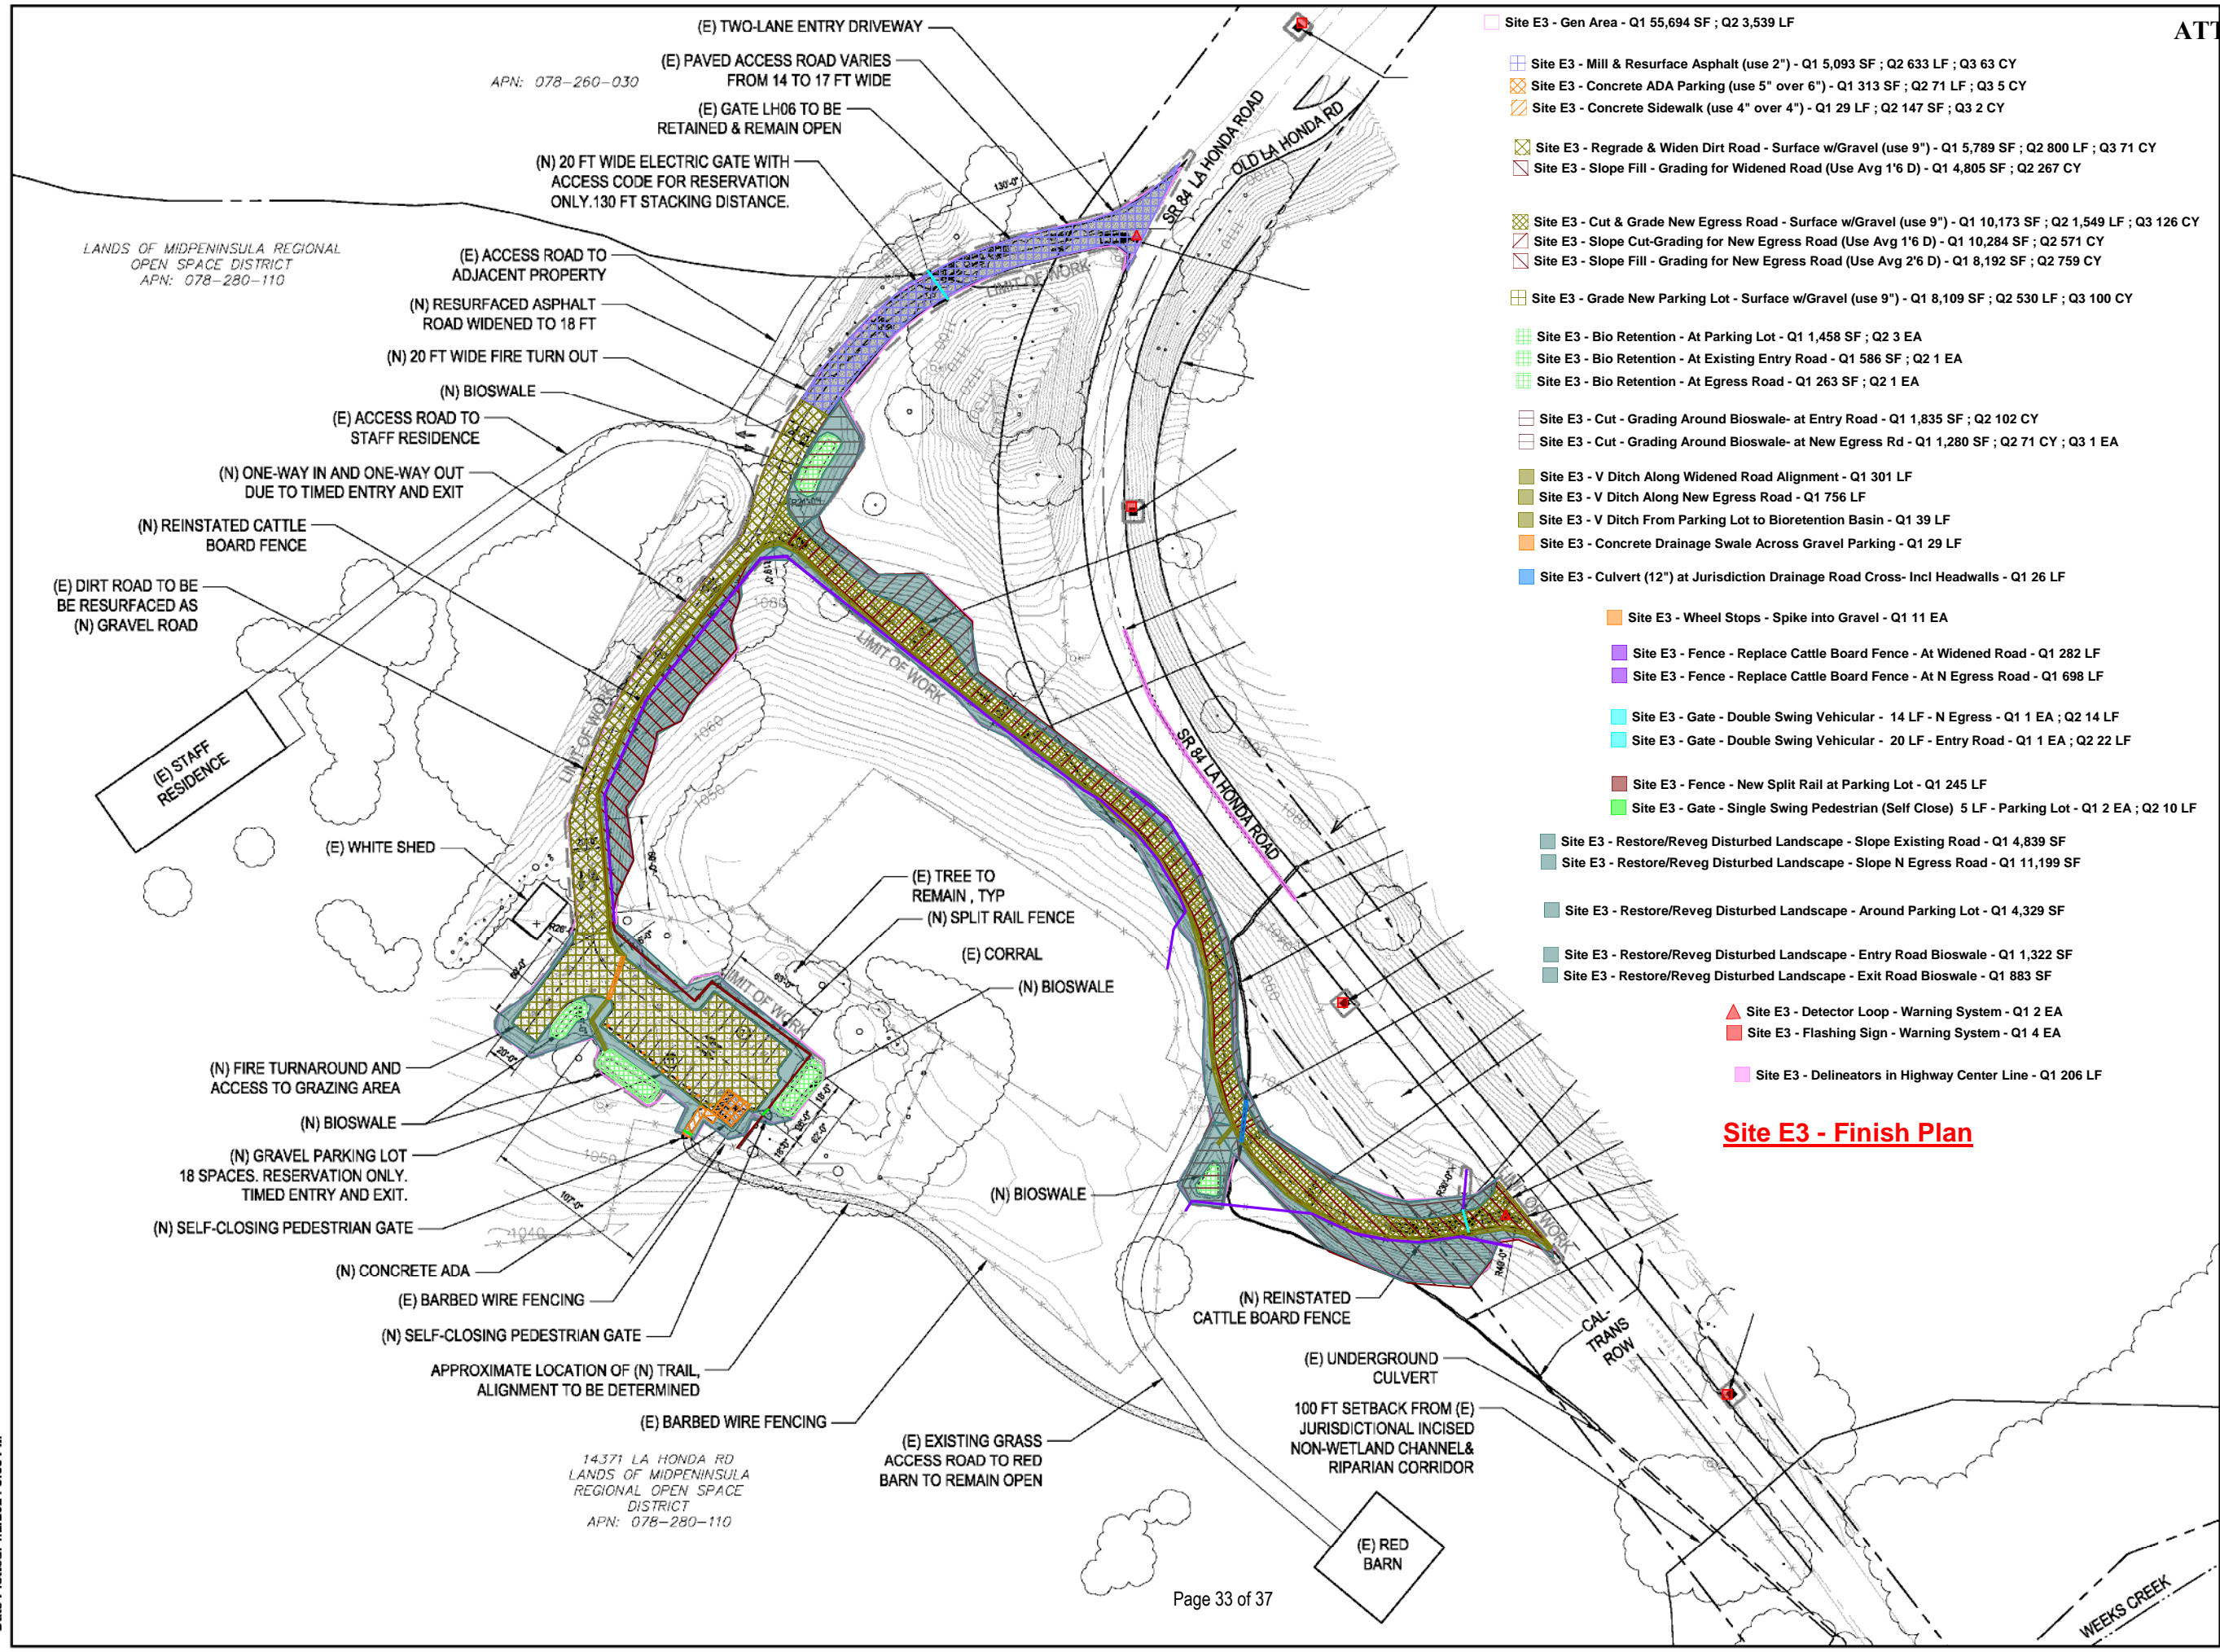 ATT
(E) TWO-LANE ENTRY DRIVEWAY
(E) PAVED ACCESS ROAD VARIES
FROM 14 TO 17 FT WIDE
APN: 078-260-030
(E) GATE LH06 TO BE
RETAINED & REMAIN OPEN
(N) 20 FT WIDE ELECTRIC GATE WITH
ACCESS CODE FOR RESERVATION
ONLY.130 FT STACKING DISTANCE.
LANDS OF MIDPENINSULA REGIONAL
OPEN SPACE DISTRICT
APN: 078-280-110
(E) ACCESS ROAD TO
ADJACENT PROPERTY
(N) RESURFACED ASPHALT
ROAD WIDENED TO 18 FT
(N) 20 FT WIDE FIRE TURN OUT
(N) BIOSWALE
(E) ACCESS ROAD TO
STAFF RESIDENCE
(N) ONE-WAY IN AND ONE-WAY OUT
DUE TO TIMED ENTRY AND EXIT
(N) REINSTATED CATTLE
BOARD FENCE
(E) DIRT ROAD TO BE
BE RESURFACED AS
(N) GRAVEL ROAD
(E) STAFF
RESIDENCE
(E) WHITE SHED
(N) FIRE TURNAROUND AND
ACCESS TO GRAZING AREA
(N) BIOSWALE
(N) GRAVEL PARKING LOT
18 SPACES. RESERVATION ONLY.
TIMED ENTRY AND EXIT.
(N) SELF-CLOSING PEDESTRIAN GATE
(N) CONCRETE ADA
(E) BARBED WIRE FENCING
(N) SELF-CLOSING PEDESTRIAN GATE
APPROXIMATE LOCATION OF (N) TRAIL,
ALIGNMENT TO BE DETERMINED
(E) BARBED WIRE FENCING
14371 LA HONDA RD
LANDS OF MIDPENINSULA
REGIONAL OPEN SPACE
DISTRICT
APN: 078-280-110
(E) TREE TO
REMAIN , TYP
(N) SPLIT RAIL FENCE
(E) CORRAL
(N) BIOSWALE
(N) BIOSWALE
(N) REINSTATED
CATTLE BOARD FENCE
(E) UNDERGROUND
CULVERT
100 FT SETBACK FROM (E)
JURISDICTIONAL INCISED
NON-WETLAND CHANNEL&
RIPARIAN CORRIDOR
(E) EXISTING GRASS
ACCESS ROAD TO RED
BARN TO REMAIN OPEN
(E) RED
BARN
CAL-
TRANS
ROW
WEEKS CREEK
SR 84 LA HONDA ROAD
OLD LA HONDA RD
SR 84 LA HONDA ROAD
LIMIT OF WORK
LIMIT OF WORK
LIMIT OF WORK
LIMIT OF WORK
LIMIT OF WORK
130'-0"
63'-0"
20'-0"
107'-0"
18'-0"
62'-0"
18'-0"
1080
1060
1050
1050
1040
1050
Site E3 - Gen Area - Q1 55,694 SF ; Q2 3,539 LF
Site E3 - Mill & Resurface Asphalt (use 2") - Q1 5,093 SF ; Q2 633 LF ; Q3 63 CY
Site E3 - Concrete ADA Parking (use 5" over 6") - Q1 313 SF ; Q2 71 LF ; Q3 5 CY
Site E3 - Concrete Sidewalk (use 4" over 4") - Q1 29 LF ; Q2 147 SF ; Q3 2 CY
Site E3 - Regrade & Widen Dirt Road - Surface w/Gravel (use 9") - Q1 5,789 SF ; Q2 800 LF ; Q3 71 CY
Site E3 - Slope Fill - Grading for Widened Road (Use Avg 1'6 D) - Q1 4,805 SF ; Q2 267 CY
Site E3 - Cut & Grade New Egress Road - Surface w/Gravel (use 9") - Q1 10,173 SF ; Q2 1,549 LF ; Q3 126 CY
Site E3 - Slope Cut-Grading for New Egress Road (Use Avg 1'6 D) - Q1 10,284 SF ; Q2 571 CY
Site E3 - Slope Fill - Grading for New Egress Road (Use Avg 2'6 D) - Q1 8,192 SF ; Q2 759 CY
Site E3 - Grade New Parking Lot - Surface w/Gravel (use 9") - Q1 8,109 SF ; Q2 530 LF ; Q3 100 CY
Site E3 - Bio Retention - At Parking Lot - Q1 1,458 SF ; Q2 3 EA
Site E3 - Bio Retention - At Existing Entry Road - Q1 586 SF ; Q2 1 EA
Site E3 - Bio Retention - At Egress Road - Q1 263 SF ; Q2 1 EA
Site E3 - Cut - Grading Around Bioswale- at Entry Road - Q1 1,835 SF ; Q2 102 CY
Site E3 - Cut - Grading Around Bioswale- at New Egress Rd - Q1 1,280 SF ; Q2 71 CY ; Q3 1 EA
Site E3 - V Ditch Along Widened Road Alignment - Q1 301 LF
Site E3 - V Ditch Along New Egress Road - Q1 756 LF
Site E3 - V Ditch From Parking Lot to Bioretention Basin - Q1 39 LF
Site E3 - Concrete Drainage Swale Across Gravel Parking - Q1 29 LF
Site E3 - Culvert (12") at Jurisdiction Drainage Road Cross- Incl Headwalls - Q1 26 LF
Site E3 - Wheel Stops - Spike into Gravel - Q1 11 EA
Site E3 - Fence - Replace Cattle Board Fence - At Widened Road - Q1 282 LF
Site E3 - Fence - Replace Cattle Board Fence - At N Egress Road - Q1 698 LF
Site E3 - Gate - Double Swing Vehicular - 14 LF - N Egress - Q1 1 EA ; Q2 14 LF
Site E3 - Gate - Double Swing Vehicular - 20 LF - Entry Road - Q1 1 EA ; Q2 22 LF
Site E3 - Fence - New Split Rail at Parking Lot - Q1 245 LF
Site E3 - Gate - Single Swing Pedestrian (Self Close) 5 LF - Parking Lot - Q1 2 EA ; Q2 10 LF
Site E3 - Restore/Reveg Disturbed Landscape - Slope Existing Road - Q1 4,839 SF
Site E3 - Restore/Reveg Disturbed Landscape - Slope N Egress Road - Q1 11,199 SF
Site E3 - Restore/Reveg Disturbed Landscape - Around Parking Lot - Q1 4,329 SF
Site E3 - Restore/Reveg Disturbed Landscape - Entry Road Bioswale - Q1 1,322 SF
Site E3 - Restore/Reveg Disturbed Landscape - Exit Road Bioswale - Q1 883 SF
Site E3 - Detector Loop - Warning System - Q1 2 EA
Site E3 - Flashing Sign - Warning System - Q1 4 EA
Site E3 - Delineators in Highway Center Line - Q1 206 LF
Site E3 - Finish Plan
Page 33 of 37